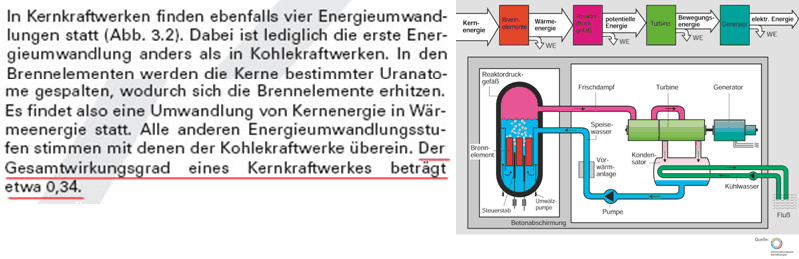 In Kernkraftwerken finden ebenfalls vier Energieumwand-
lungen statt (Abb. 3.2). Dabei ist lediglich die erste Ener-
gieumwandlung anders als in Kohlekraftwerken. In den
Brennelementen werden die Kerne bestimmter Uranato-
me gespalten, wodurch sich die Brennelemente erhitzen.
Es findet also eine Umwandlung von Kernenergie in Wär-
meenergie statt. Alle anderen Energieumwandlungsstu-
fen stimmen mit denen der Kohlekraftwerke überein. Der
Gesamtwirkungsgrad eines Kernkraftwerkes beträgt
etwa 0,34.
Kern-
energie
Brenn-
elemente
Wärme-
energie
Reaktor-
druck-
gefäß
potentielle
Energie
Turbine
Bewegungs-
energie
Generator
elektr. Energie
WE
WE
WE
WE
Reaktordruck-
gefäß
Frischdampf
Turbine
Generator
Speise-
wasser
Brenn-
element
Vor-
wärm-
anlage
Konden-
sator
Kühlwasser
Steuerstab
Umwälz-
pumpe
Pumpe
Fluß
Betonabschirmung
Quelle: